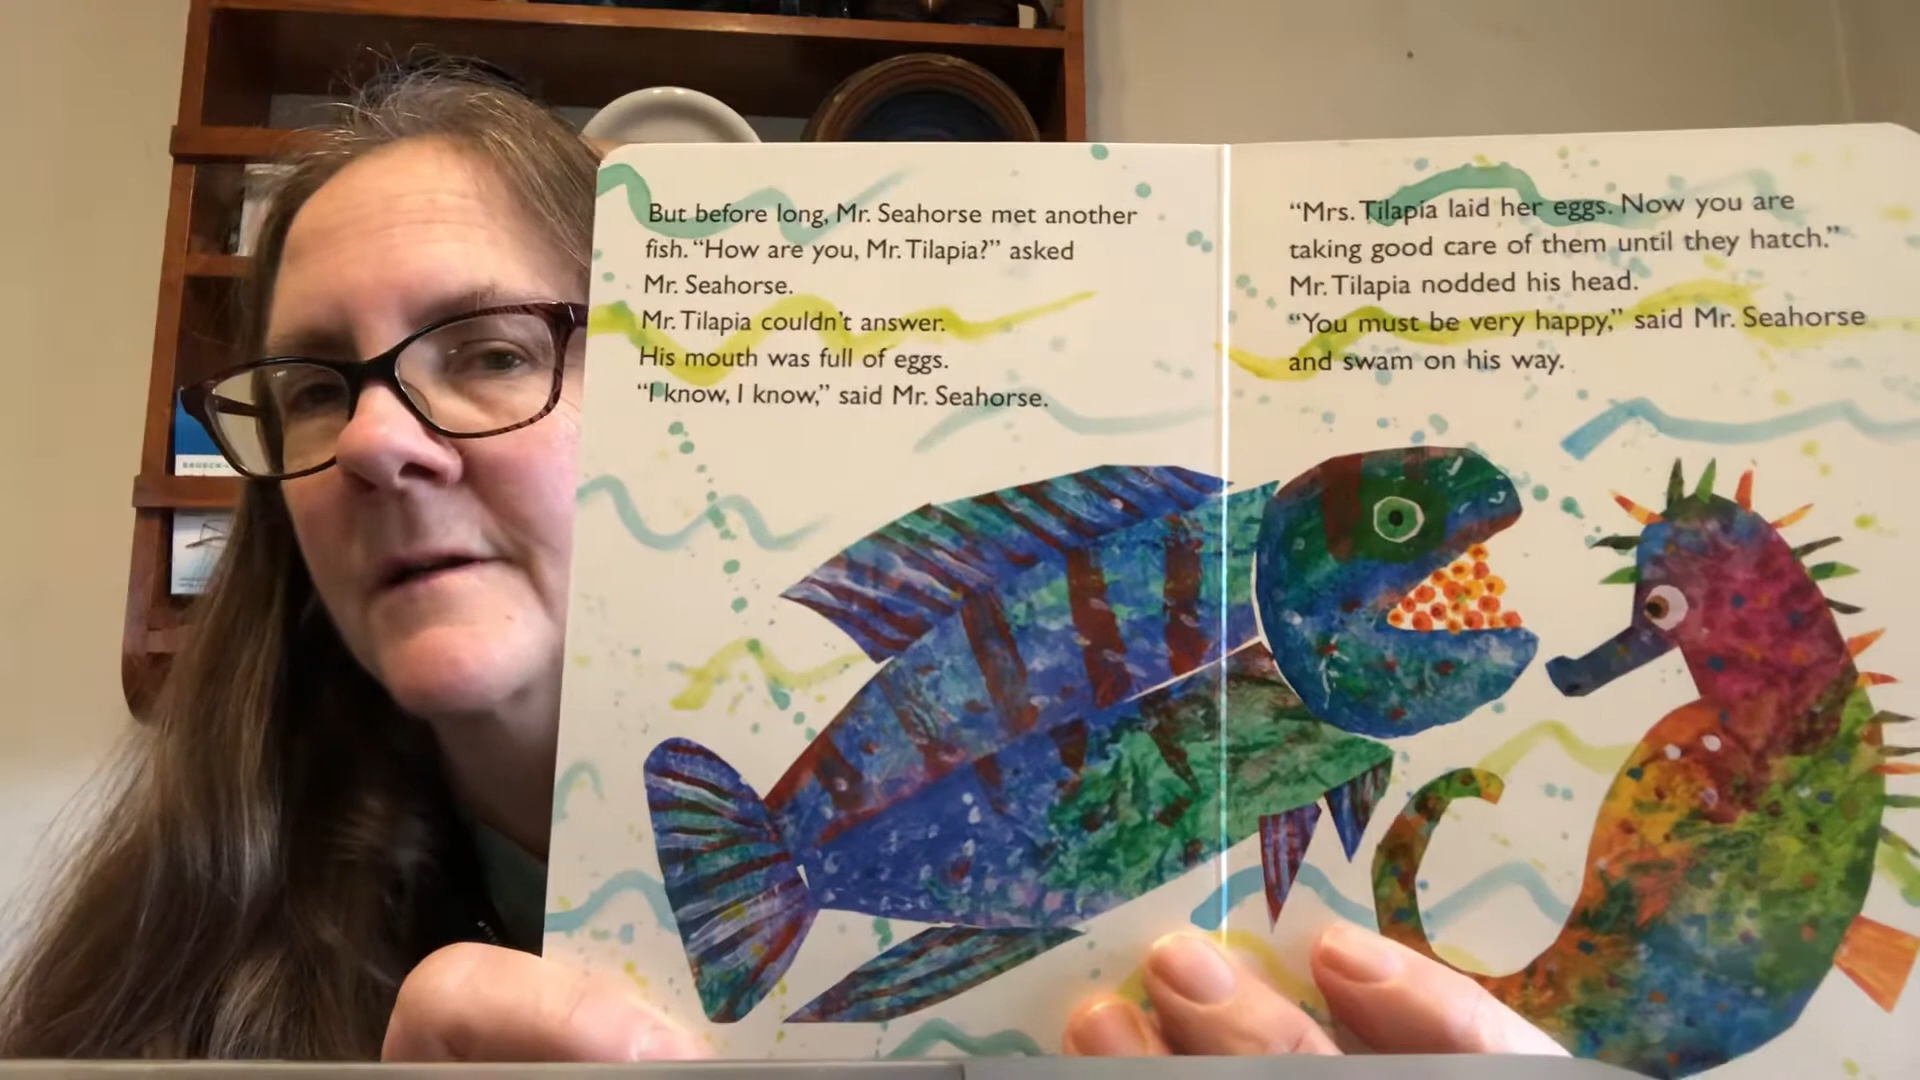 But before long, Mr. Seahorse met another
fish. “How are you, Mr. Tilapia?” asked
Mr. Seahorse.
Mr. Tilapia couldn’t answer.
His mouth was full of eggs.
“I know, I know,” said Mr. Seahorse.
“Mrs. Tilapia laid her eggs. Now you are
taking good care of them until they hatch.”
Mr. Tilapia nodded his head.
“You must be very happy,” said Mr. Seahorse
and swam on his way.